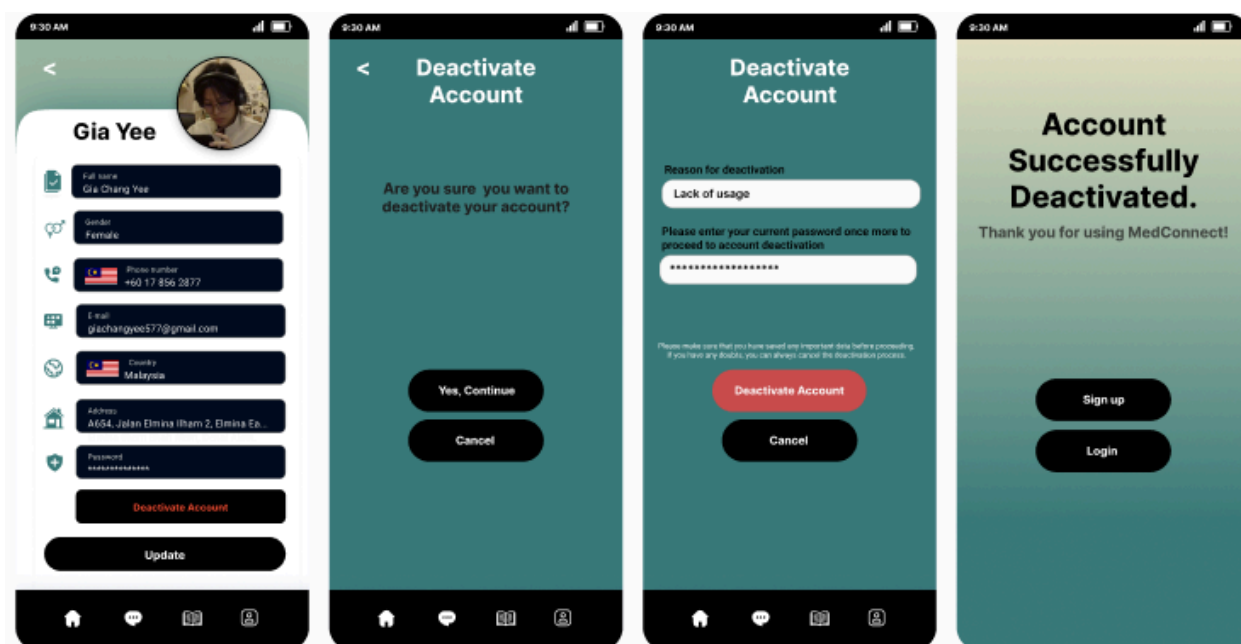 9:30 AM
<
Gia Yee
Full name
Gia Chang Yee
Gender
Female
Phone number
+60 17 856 2877
E-mail
giachangyee577@gmail.com
Country
Malaysia
Address
A654, Jalan Elmina Ilham 2, Elmina Ea...
Password
**************
Deactivate Account
Update
9:30 AM
<
Deactivate
Account
Are you sure you want to
deactivate your account?
Yes, Continue
Cancel
9:30 AM
Deactivate
Account
Reason for deactivation
Lack of usage
Please enter your current password once more to
proceed to account deactivation
******************
Please make sure that you have saved any important data before proceeding.
If you have any doubts, you can always cancel the deactivation process.
Deactivate Account
Cancel
9:30 AM
Account
Successfully
Deactivated.
Thank you for using MedConnect!
Sign up
Login